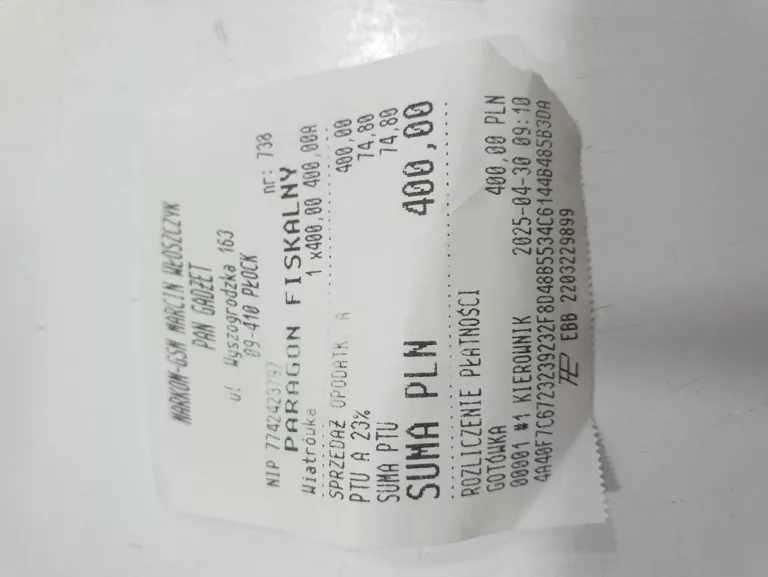 MARKOM-GSM MARCIN WŁOSZCZYK
PAN GADŻET
ul Wyszogrodzka 163
09-410 PŁOCK
NIP 7742423797 nr: 738
PARAGON FISKALNY
Wiatrówka 1 x400,00 400,00A
SPRZEDAŻ OPODATK A 400,00
PTU A 23% 74,80
SUMA PTU 74,80
SUMA PLN 400,00
ROZLICZENIE PŁATNOŚCI
GOTÓWKA 400,00 PLN
00001 #1 KIEROWNIK 2025-04-30 09:10
4A40F7C6723239232F8D48B5534C6144B485B3DA
EBB 2203229899